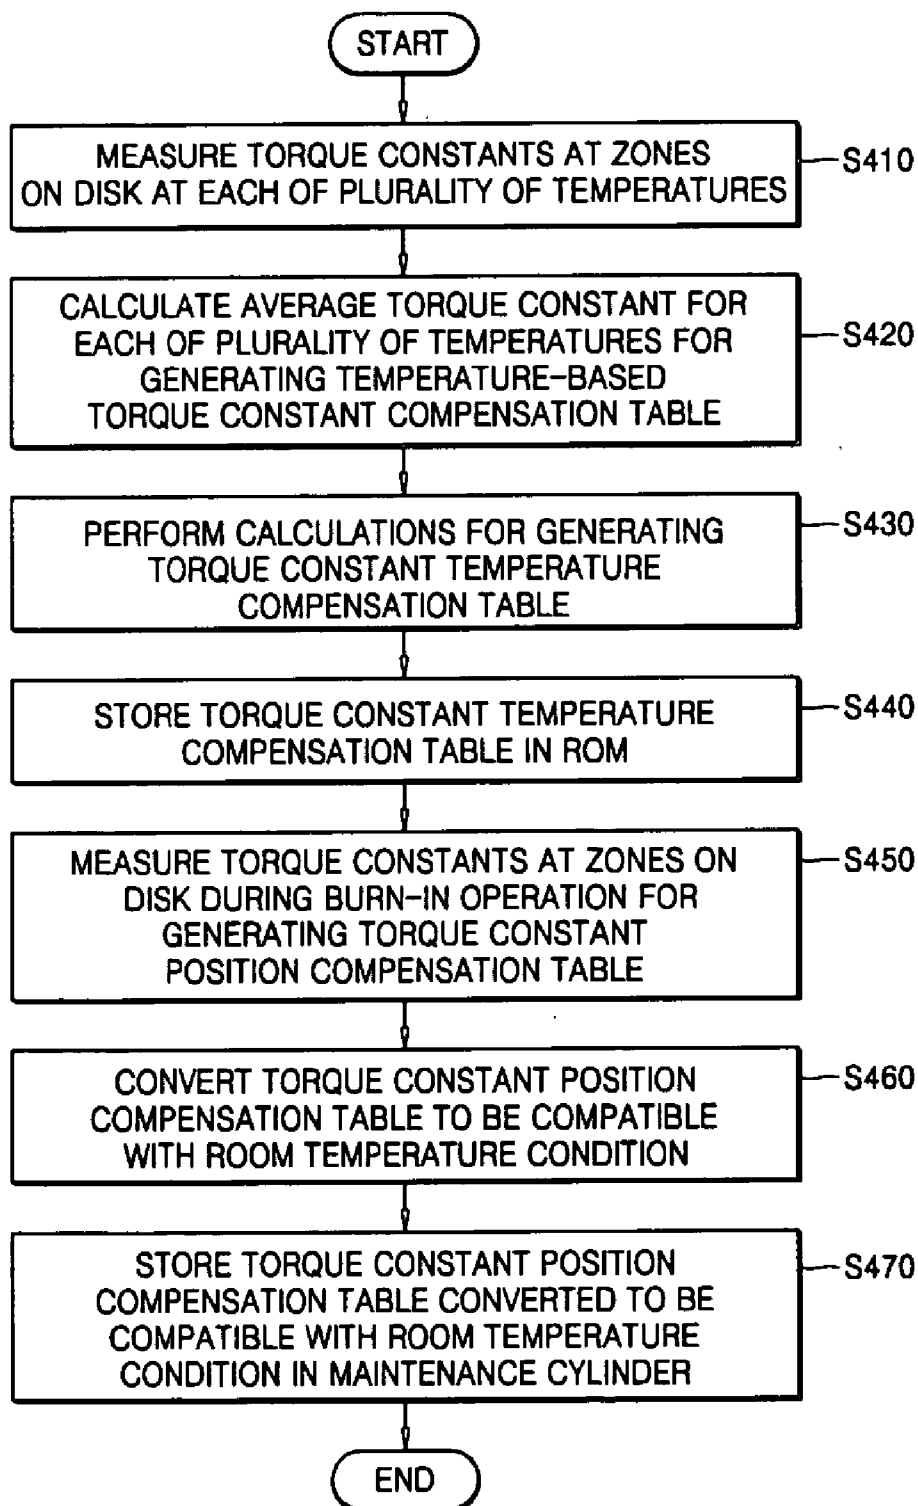 START
MEASURE TORQUE CONSTANTS AT ZONES
ON DISK AT EACH OF PLURALITY OF TEMPERATURES
S410
CALCULATE AVERAGE TORQUE CONSTANT FOR
EACH OF PLURALITY OF TEMPERATURES FOR
GENERATING TEMPERATURE-BASED
TORQUE CONSTANT COMPENSATION TABLE
S420
PERFORM CALCULATIONS FOR GENERATING
TORQUE CONSTANT TEMPERATURE
COMPENSATION TABLE
S430
STORE TORQUE CONSTANT TEMPERATURE
COMPENSATION TABLE IN ROM
S440
MEASURE TORQUE CONSTANTS AT ZONES ON
DISK DURING BURN-IN OPERATION FOR
GENERATING TORQUE CONSTANT
POSITION COMPENSATION TABLE
S450
CONVERT TORQUE CONSTANT POSITION
COMPENSATION TABLE TO BE COMPATIBLE
WITH ROOM TEMPERATURE CONDITION
S460
STORE TORQUE CONSTANT POSITION
COMPENSATION TABLE CONVERTED TO BE
COMPATIBLE WITH ROOM TEMPERATURE
CONDITION IN MAINTENANCE CYLINDER
S470
END